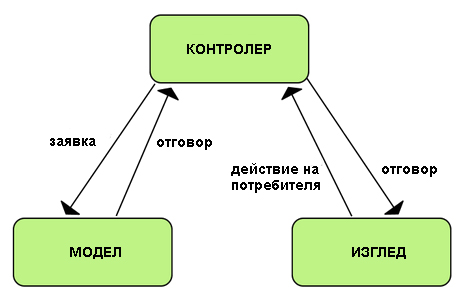 КОНТРОЛЕР
заявка
отговор
действие на
потребителя
отговор
МОДЕЛ
ИЗГЛЕД